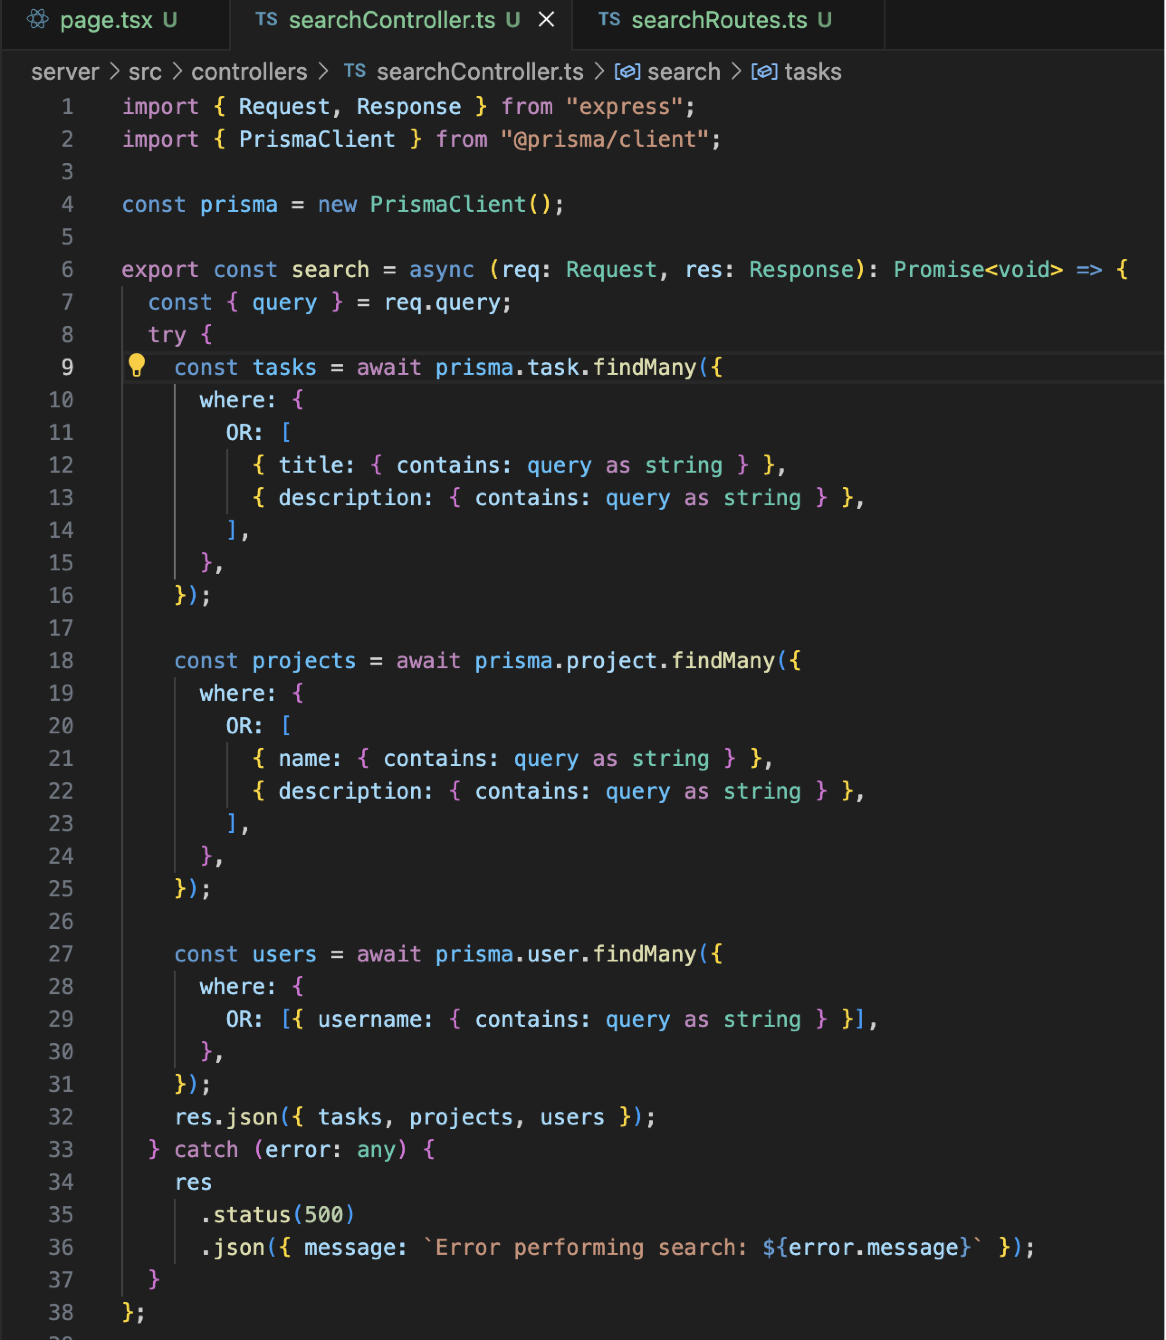 page.tsx U
TS searchController.ts U ×
TS searchRoutes.ts U
server > src > controllers > TS searchController.ts > search > tasks
1 import { Request, Response } from "express";
2 import { PrismaClient } from "@prisma/client";
3
4 const prisma = new PrismaClient();
5
6 export const search = async (req: Request, res: Response): Promise<void> => {
7   const { query } = req.query;
8   try {
9     const tasks = await prisma.task.findMany({
10       where: {
11         OR: [
12           { title: { contains: query as string } },
13           { description: { contains: query as string } },
14         ],
15       },
16     });
17
18     const projects = await prisma.project.findMany({
19       where: {
20         OR: [
21           { name: { contains: query as string } },
22           { description: { contains: query as string } },
23         ],
24       },
25     });
26
27     const users = await prisma.user.findMany({
28       where: {
29         OR: [{ username: { contains: query as string } }],
30       },
31     });
32     res.json({ tasks, projects, users });
33   } catch (error: any) {
34     res
35       .status(500)
36       .json({ message: `Error performing search: ${error.message}` });
37   }
38 };